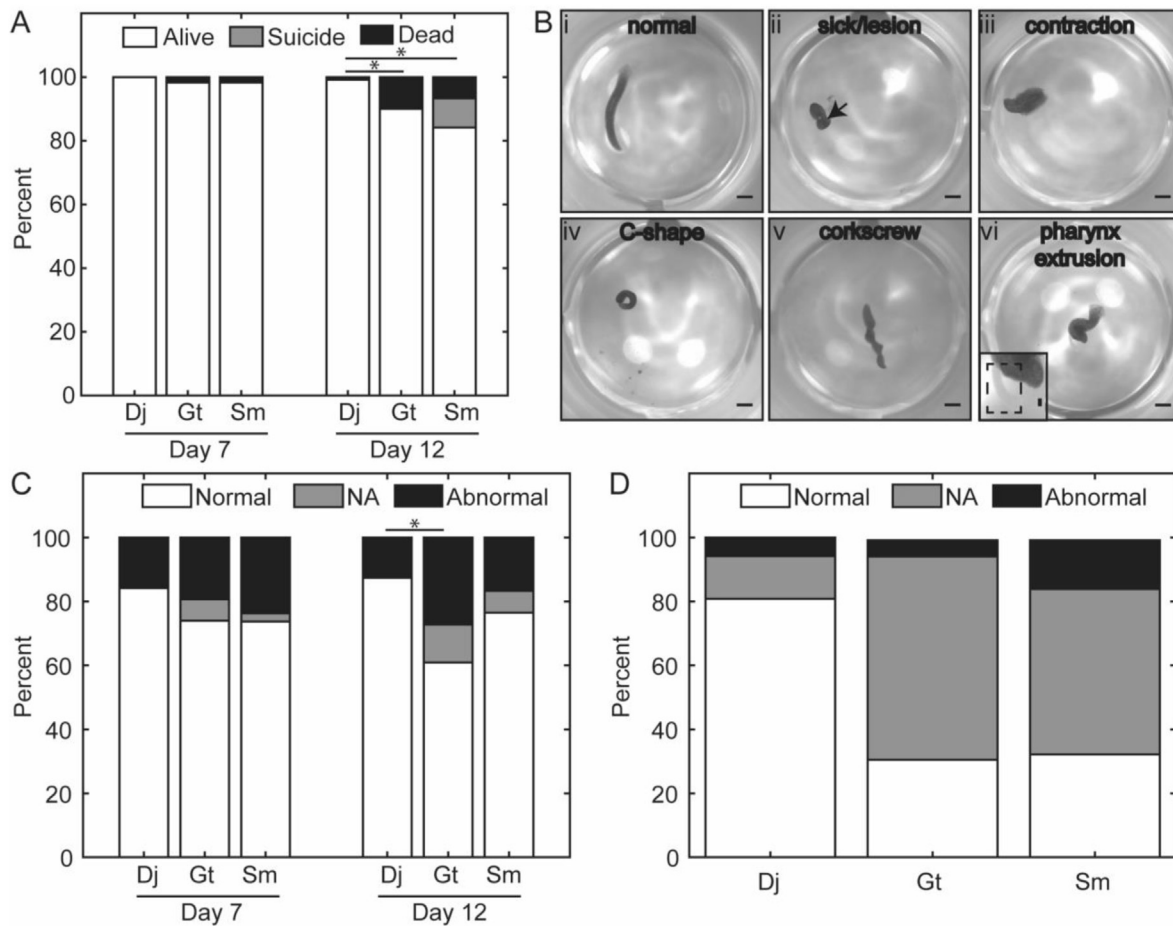 A
Alive Suicide Dead
* *
100
80
60
40
20
0
Percent
Dj Gt Sm Dj Gt Sm
Day 7 Day 12
B
i normal
ii sick/lesion
iii contraction
iv C-shape
v corkscrew
vi pharynx
extrusion
C
Normal NA Abnormal
*
100
80
60
40
20
0
Percent
Dj Gt Sm Dj Gt Sm
Day 7 Day 12
D
Normal NA Abnormal
100
80
60
40
20
0
Percent
Dj Gt Sm